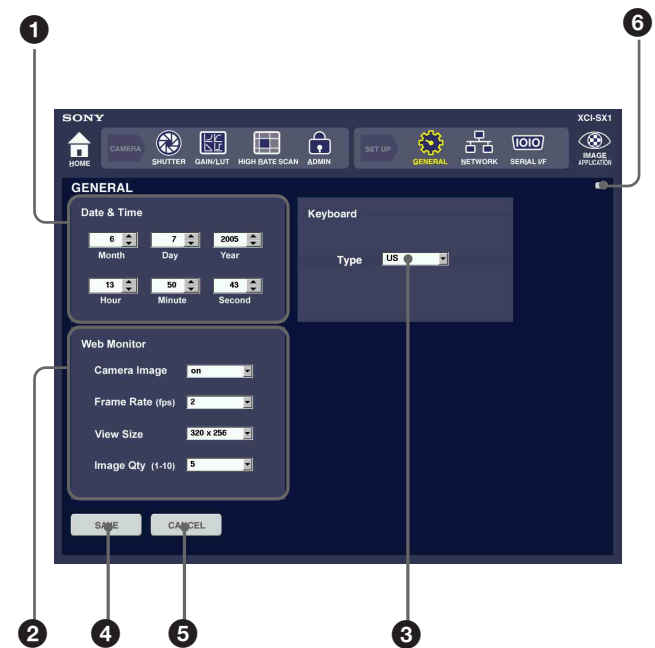 1 6
SONY XCI-SX1
HOME CAMERA SHUTTER GAIN/LUT HIGH RATE SCAN ADMIN SET UP GENERAL NETWORK IOIO SERIAL I/F IMAGE APPLICATION
GENERAL
Date & Time
6 7 2005
Month Day Year
13 50 43
Hour Minute Second
Keyboard
Type US
Web Monitor
Camera Image on
Frame Rate (fps) 2
View Size 320 x 256
Image Qty (1-10) 5
SAVE CANCEL
2 4 5 3